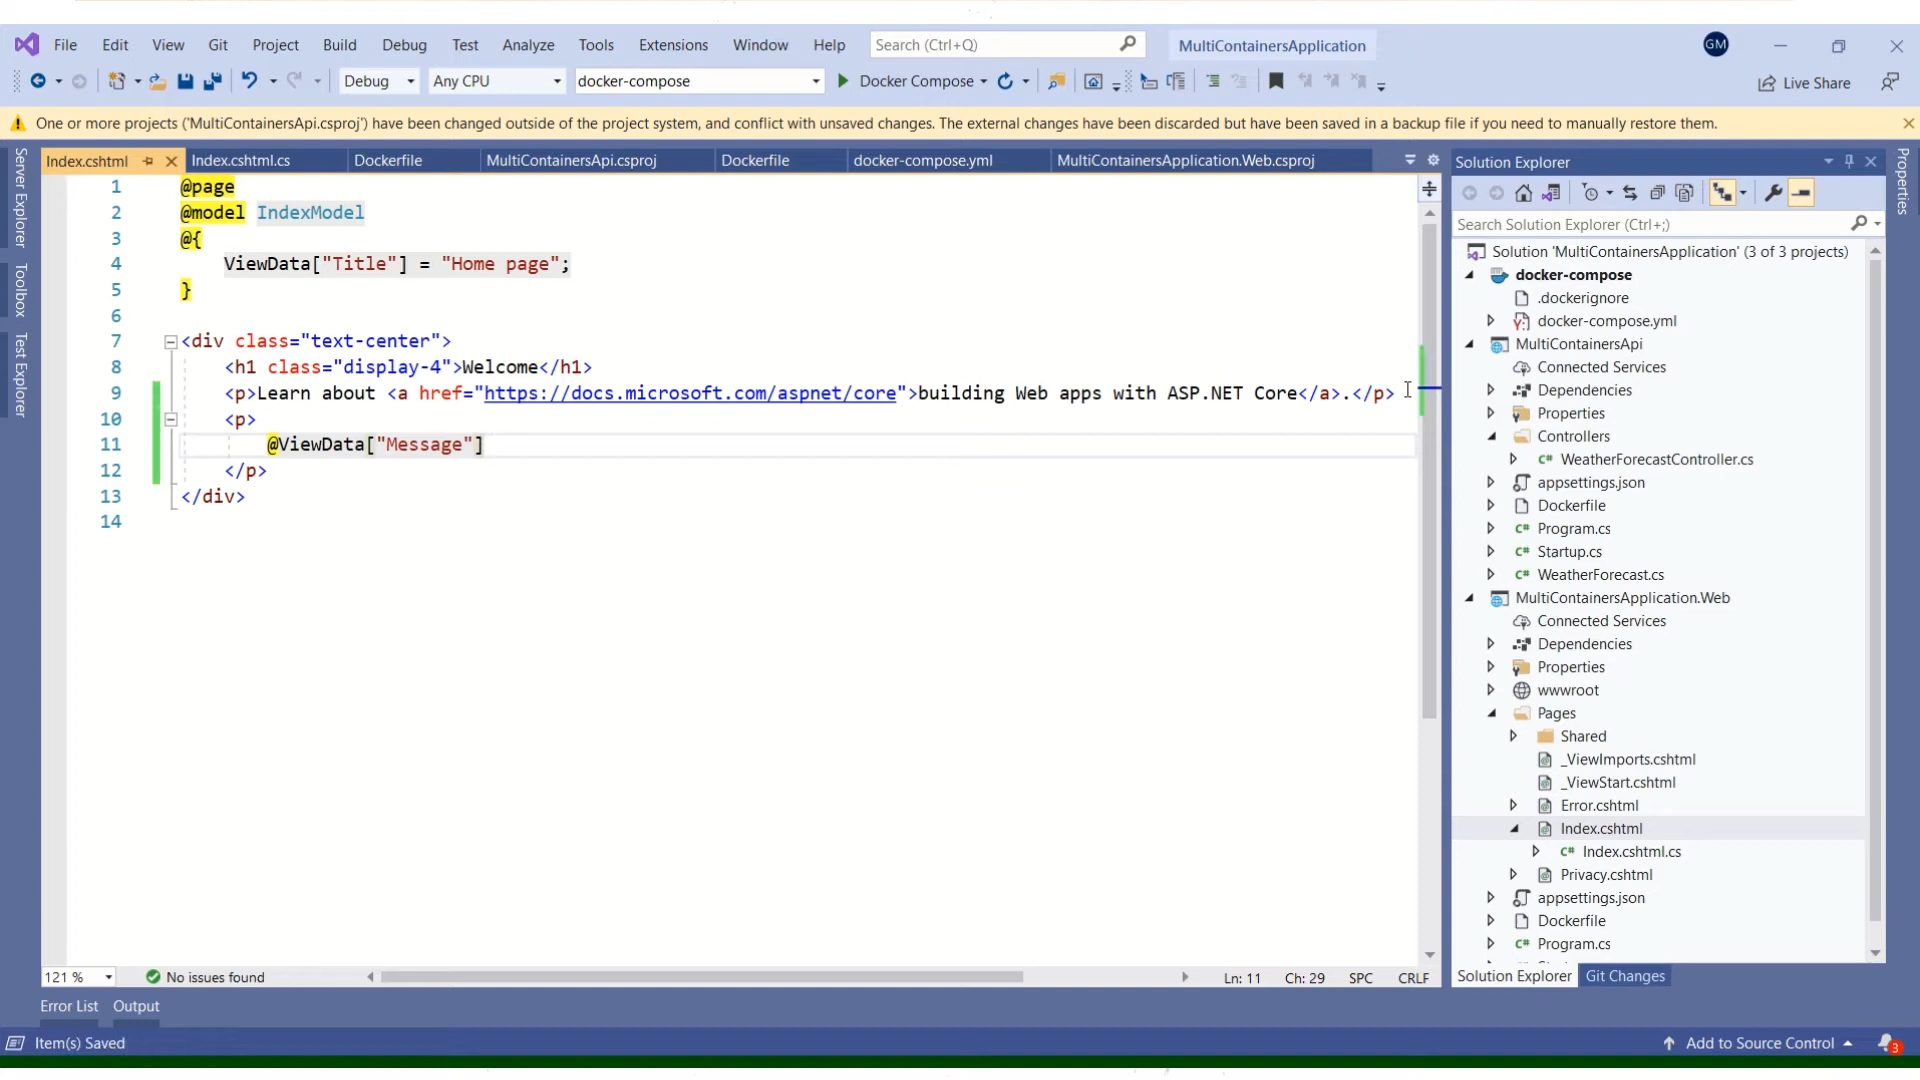 File Edit View Git Project Build Debug Test Analyze Tools Extensions Window Help Search (Ctrl+Q) MultiContainersApplication GM
Debug Any CPU docker-compose Docker Compose Live Share
One or more projects ('MultiContainersApi.csproj') have been changed outside of the project system, and conflict with unsaved changes. The external changes have been discarded but have been saved in a backup file if you need to manually restore them.
Server Explorer
Toolbox
Test Explorer
Index.cshtml Index.cshtml.cs Dockerfile MultiContainersApi.csproj Dockerfile docker-compose.yml MultiContainersApplication.Web.csproj
1 @page
2 @model IndexModel
3 @{
4 ViewData["Title"] = "Home page";
5 }
6
7 <div class="text-center">
8 <h1 class="display-4">Welcome</h1>
9 <p>Learn about <a href="https://docs.microsoft.com/aspnet/core">building Web apps with ASP.NET Core</a>.</p>
10 <p>
11 @ViewData["Message"]
12 </p>
13 </div>
14
121 % No issues found Ln: 11 Ch: 29 SPC CRLF
Error List Output
Solution Explorer
Search Solution Explorer (Ctrl+;)
Solution 'MultiContainersApplication' (3 of 3 projects)
docker-compose
.dockerignore
docker-compose.yml
MultiContainersApi
Connected Services
Dependencies
Properties
Controllers
C# WeatherForecastController.cs
appsettings.json
Dockerfile
C# Program.cs
C# Startup.cs
C# WeatherForecast.cs
MultiContainersApplication.Web
Connected Services
Dependencies
Properties
wwwroot
Pages
Shared
_ViewImports.cshtml
_ViewStart.cshtml
Error.cshtml
Index.cshtml
C# Index.cshtml.cs
Privacy.cshtml
appsettings.json
Dockerfile
C# Program.cs
Solution Explorer Git Changes
Properties
Item(s) Saved Add to Source Control 3